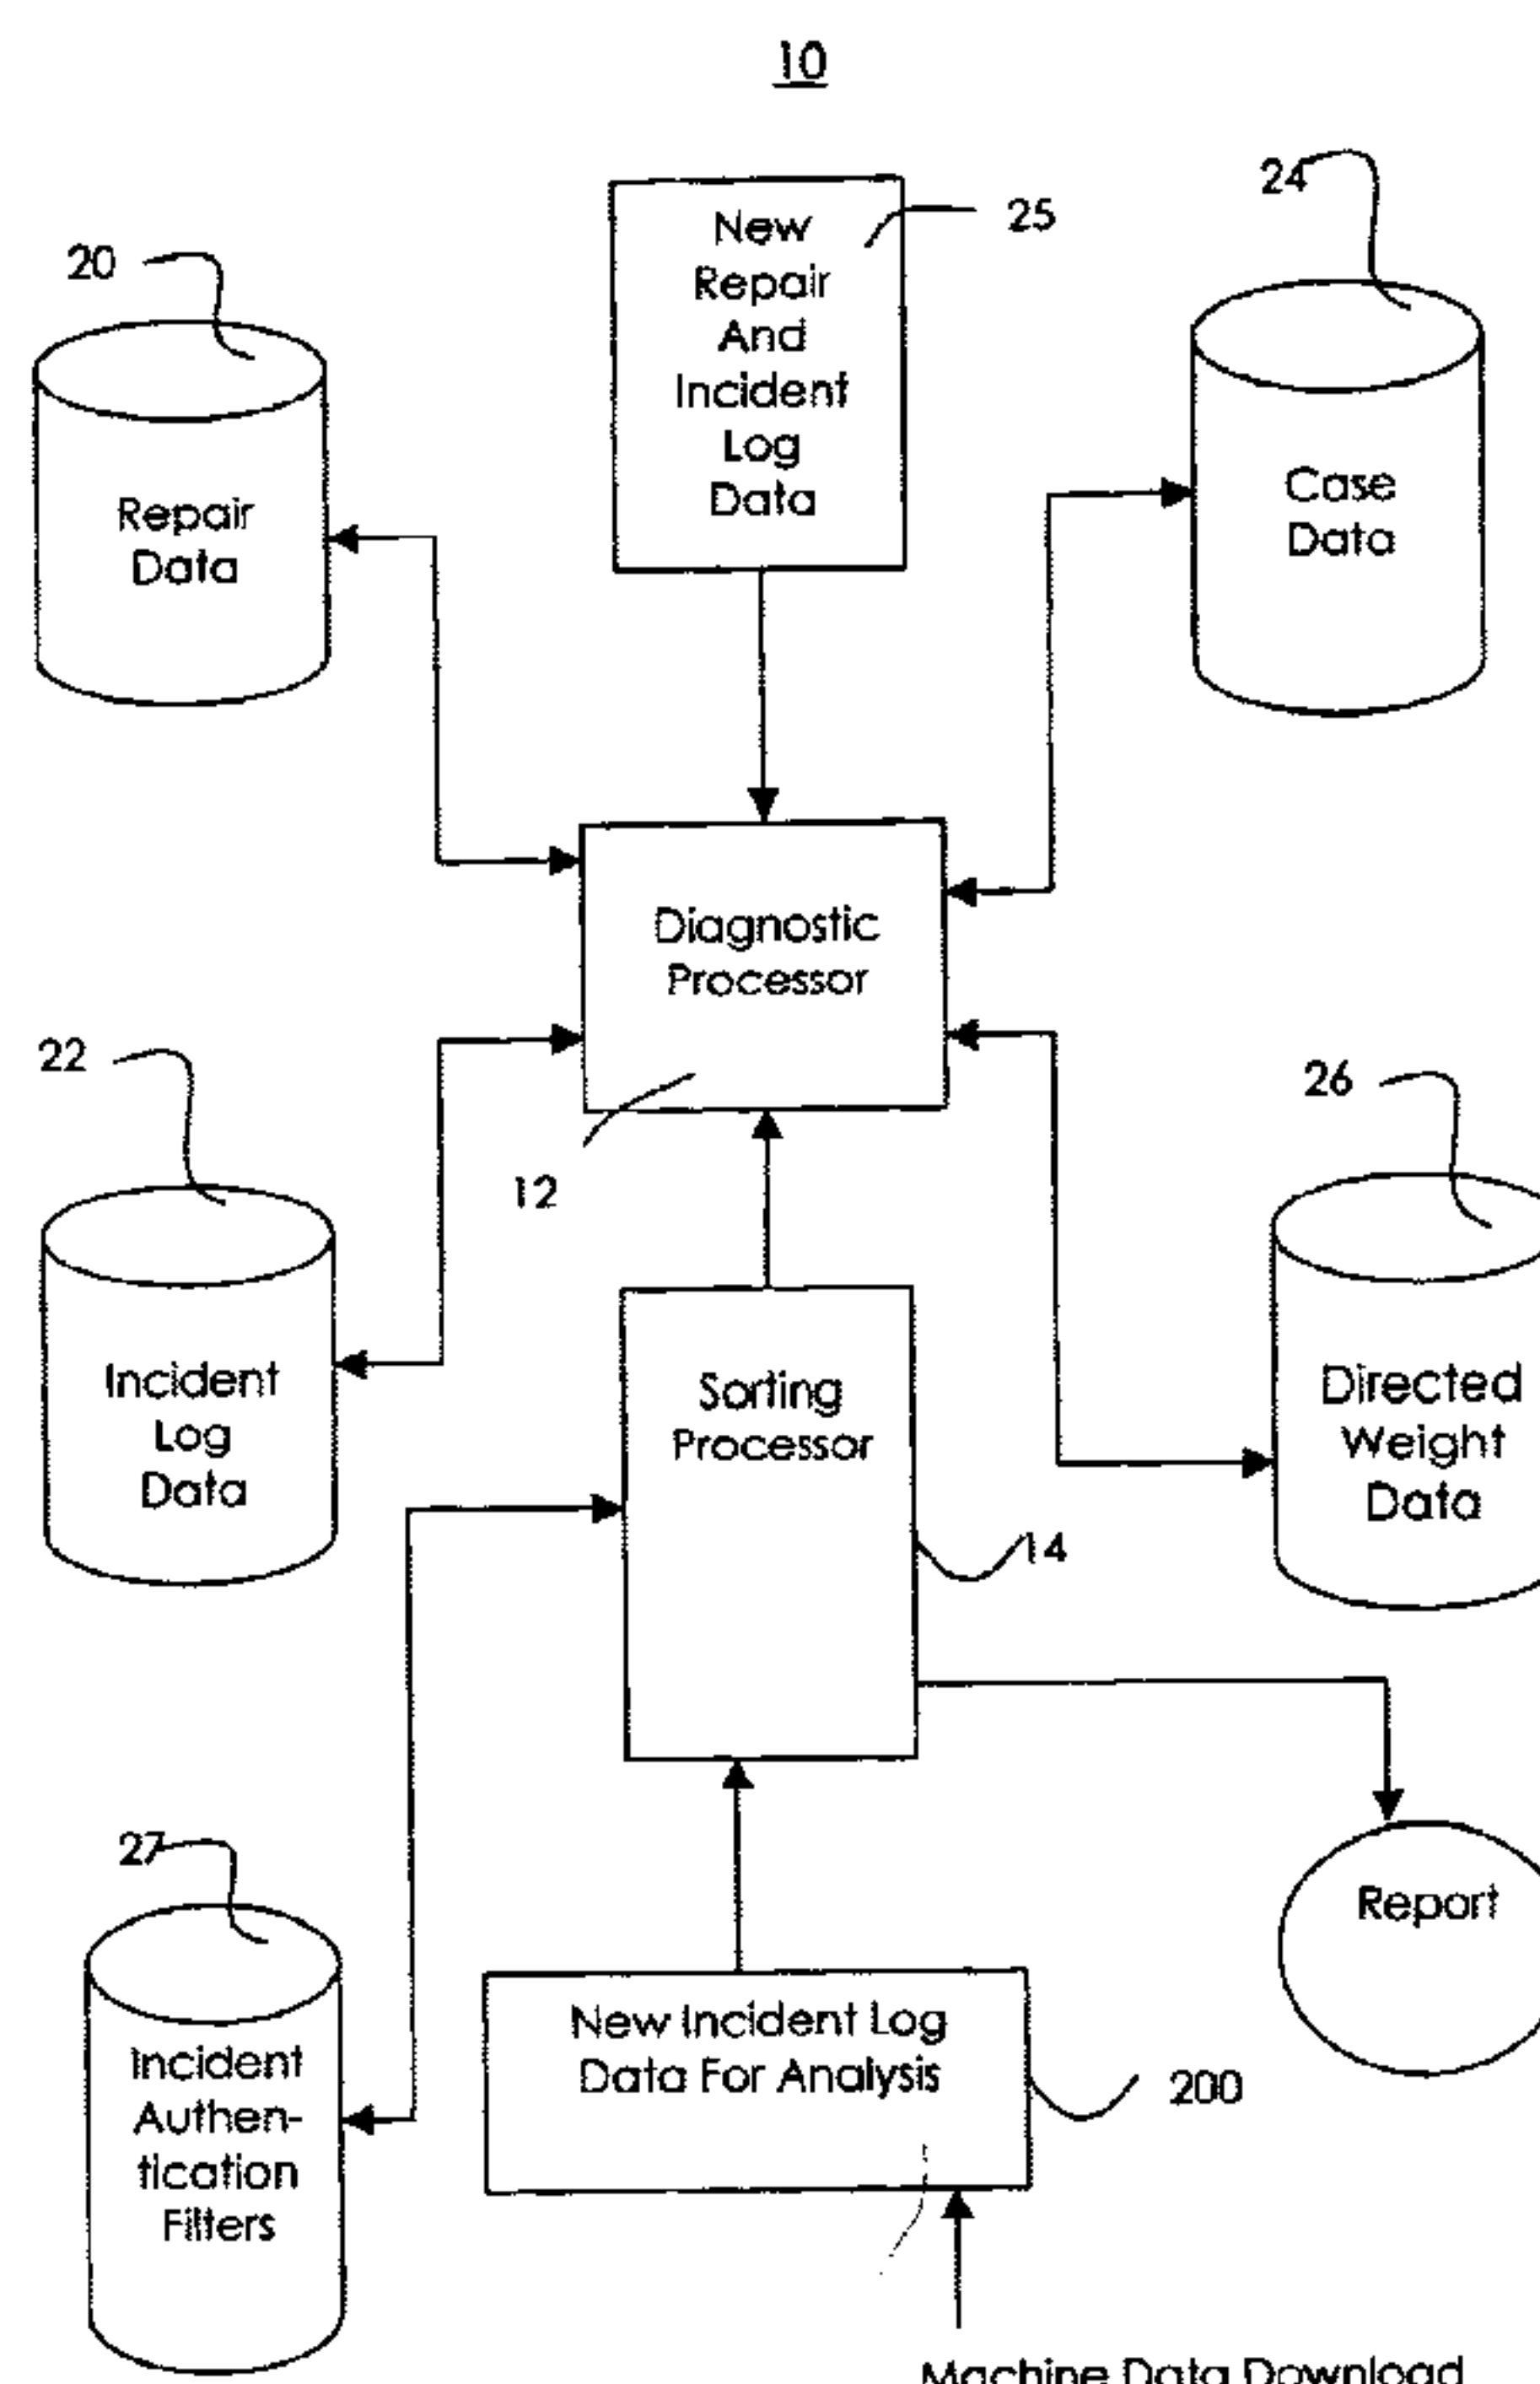 10
24
25
New
Repair
And
Incident
Log
Data
20
Case
Data
Repair
Data
Diagnostic
Processor
22
26
12
Sorting
Processor
Incident
Log
Data
Directed
Weight
Data
14
27
Report
New Incident Log
Data For Analysis
200
Incident
Authen-
tication
Filters
Machine Data Download